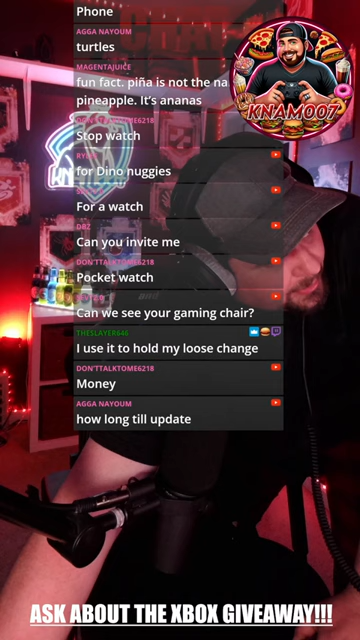 Phone
AGGA NAYOUM
turtles
MAGENTAJUICE
fun fact. piña is not the na
pineapple. It's ananas
DON'TTALKTOME6218
Stop watch
for Dino nuggies
For a watch
DBZ
Can you invite me
DON'TTALKTOME6218
Pocket watch
Can we see your gaming chair?
THESLAYER646
I use it to hold my loose change
DON'TTALKTOME6218
Money
AGGA NAYOUM
how long till update
KNAMOO7
ASK ABOUT THE XBOX GIVEAWAY!!!